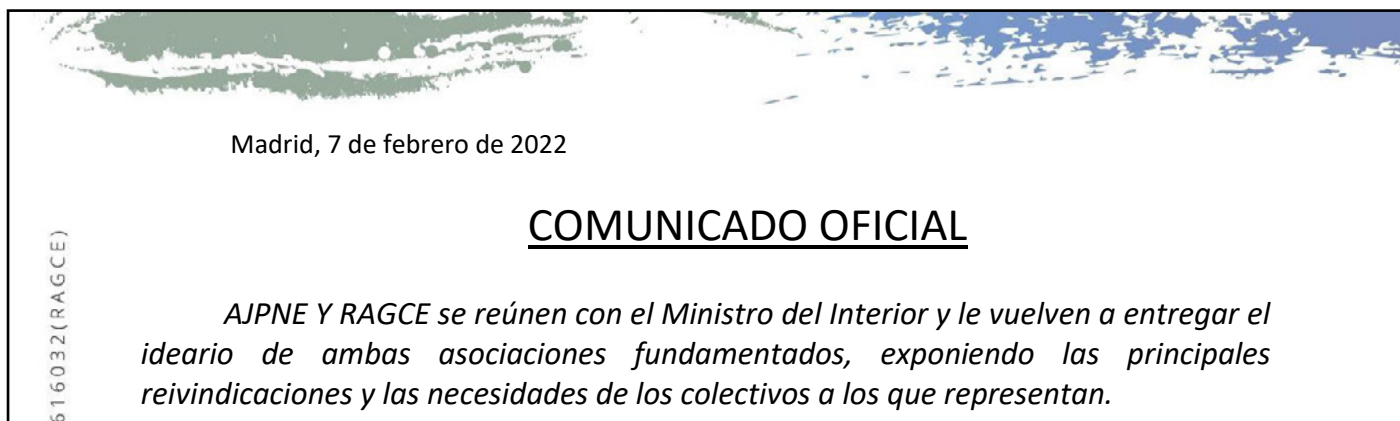 Madrid, 7 de febrero de 2022
COMUNICADO OFICIAL
AJPNE Y RAGCE se reúnen con el Ministro del Interior y le vuelven a entregar el
ideario de ambas asociaciones fundamentados, exponiendo las principales
reivindicaciones y las necesidades de los colectivos a los que representan.
61616032(RAGCE)